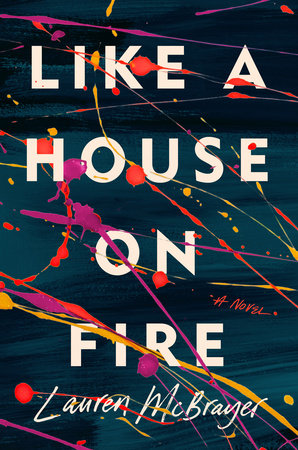 LIKE A
HOUSE
ON
A NOVEL
FIRE
Lauren McBrayer